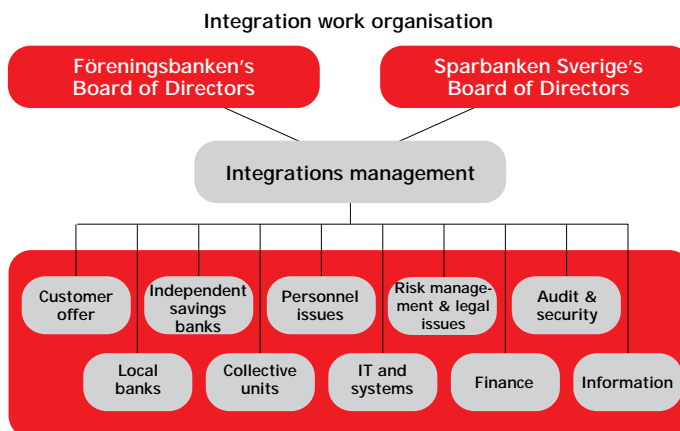 Integration work organisation
Föreningsbanken's
Board of Directors
Sparbanken Sverige's
Board of Directors
Integrations management
Customer
offer
Independent
savings
banks
Personnel
issues
Risk manage-
ment & legal
issues
Audit &
security
Local
banks
Collective
units
IT and
systems
Finance
Information